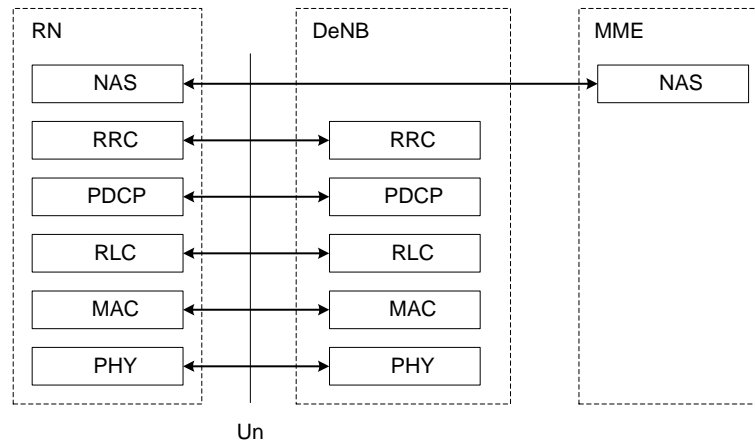 RN DeNB MME
NAS NAS
RRC RRC
PDCP PDCP
RLC RLC
MAC MAC
PHY PHY
Un